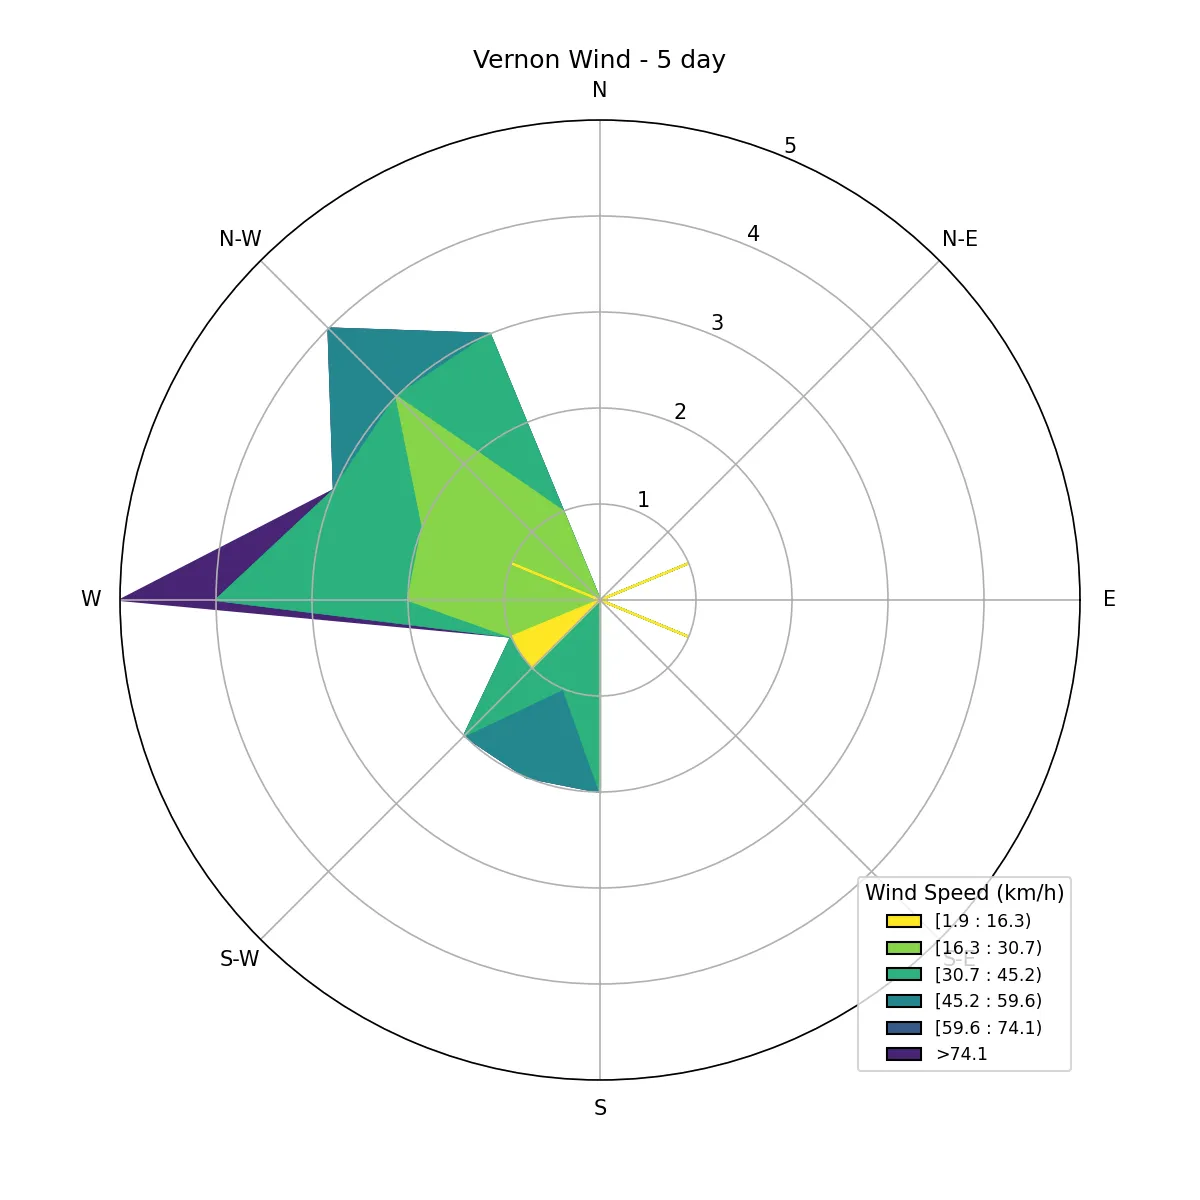 Vernon Wind - 5 day
N
5
N-W
4
N-E
3
2
1
W
E
S-W
S-E
S
Wind Speed (km/h)
[1.9 : 16.3)
[16.3 : 30.7)
[30.7 : 45.2)
[45.2 : 59.6)
[59.6 : 74.1)
>74.1